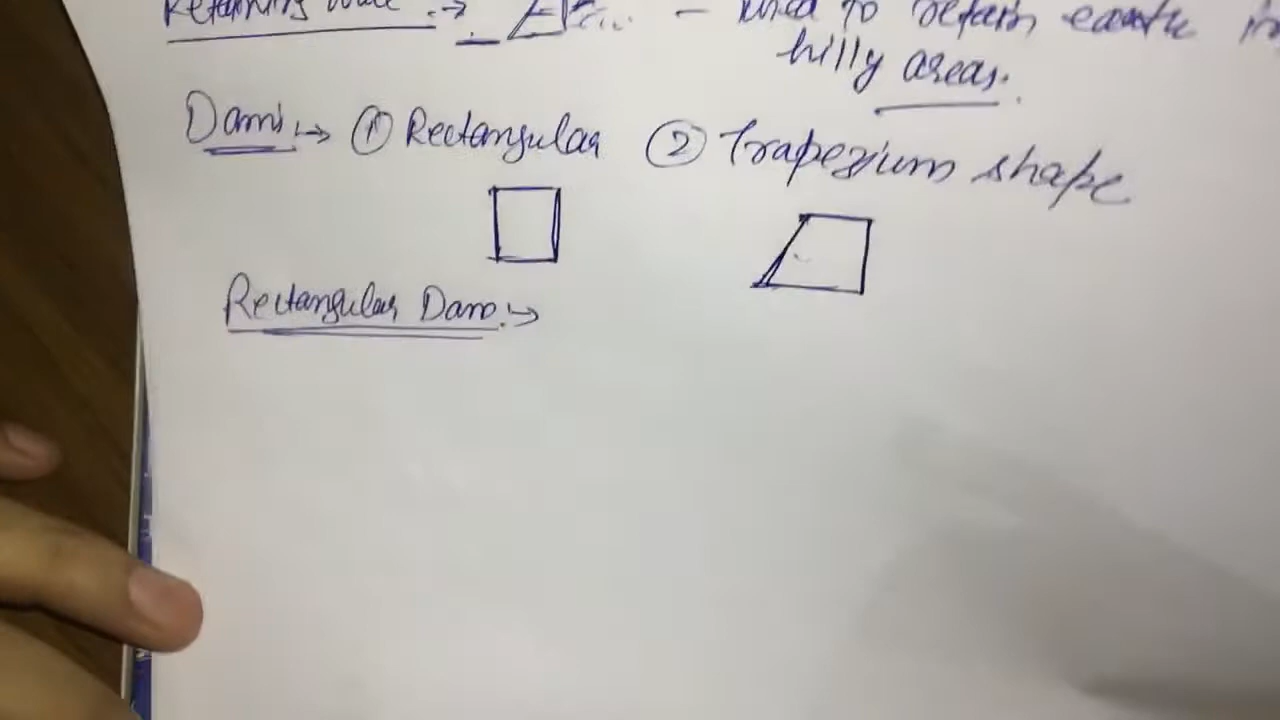 Retaining wall :→ - used to retain earth in
hilly areas.
Dams :→ ① Rectangular ② Trapezium shape
Rectangular Dam :→